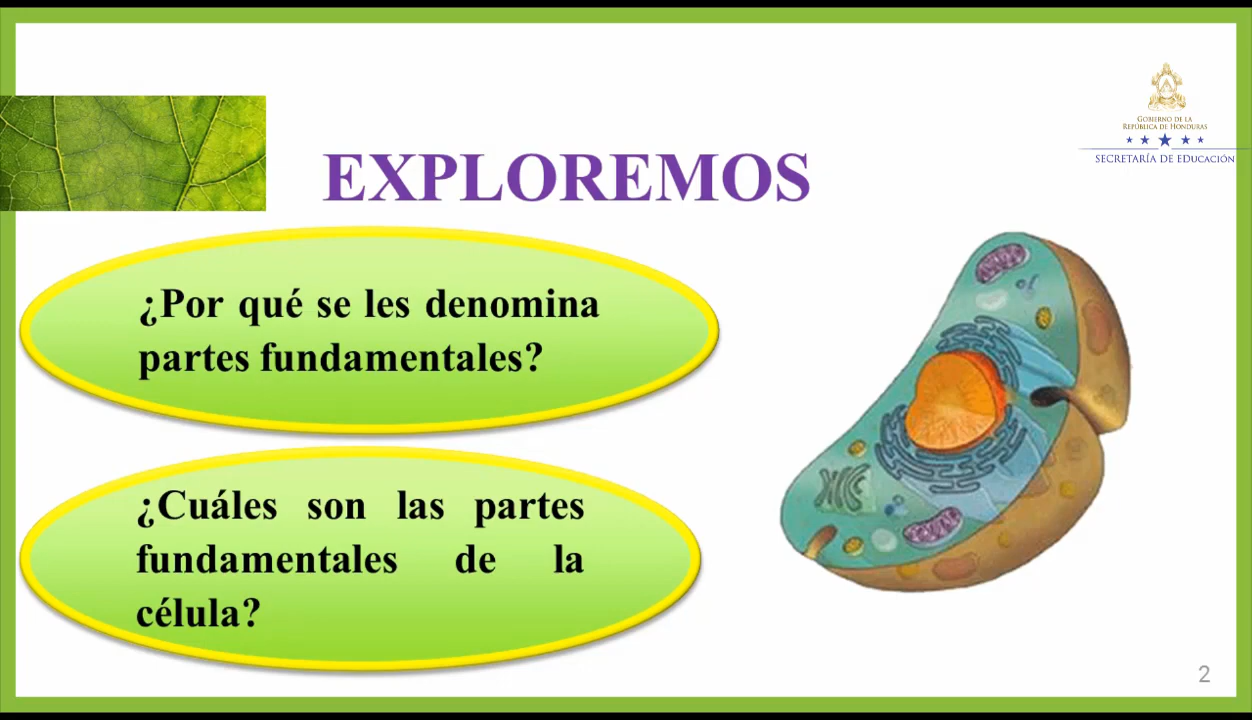 GOBIERNO DE LA
REPÚBLICA DE HONDURAS
SECRETARÍA DE EDUCACIÓN
EXPLOREMOS
¿Por qué se les denomina
partes fundamentales?
¿Cuáles son las partes
fundamentales de la
célula?
2